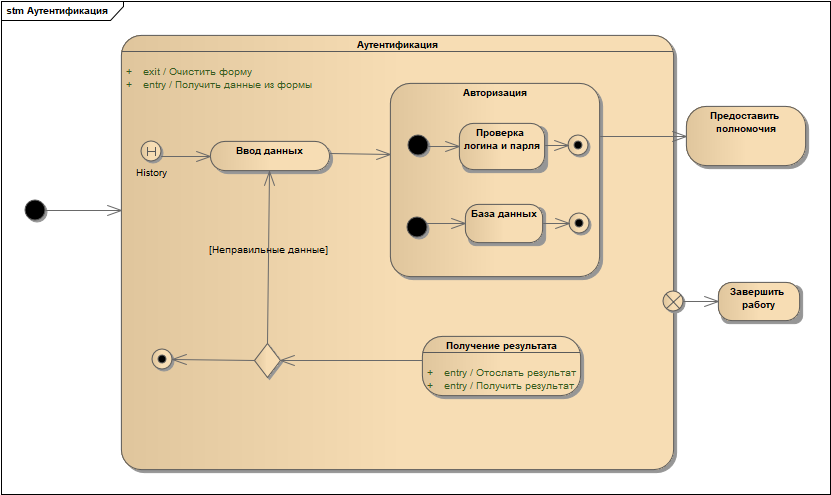 stm Аутентификация
Аутентификация
+ exit / Очистить форму
+ entry / Получить данные из формы
Авторизация
Предоставить
полномочия
Проверка
логина и парля
Ввод данных
History
База данных
[Неправильные данные]
Завершить
работу
Получение результата
+ entry / Отослать результат
+ entry / Получить результат